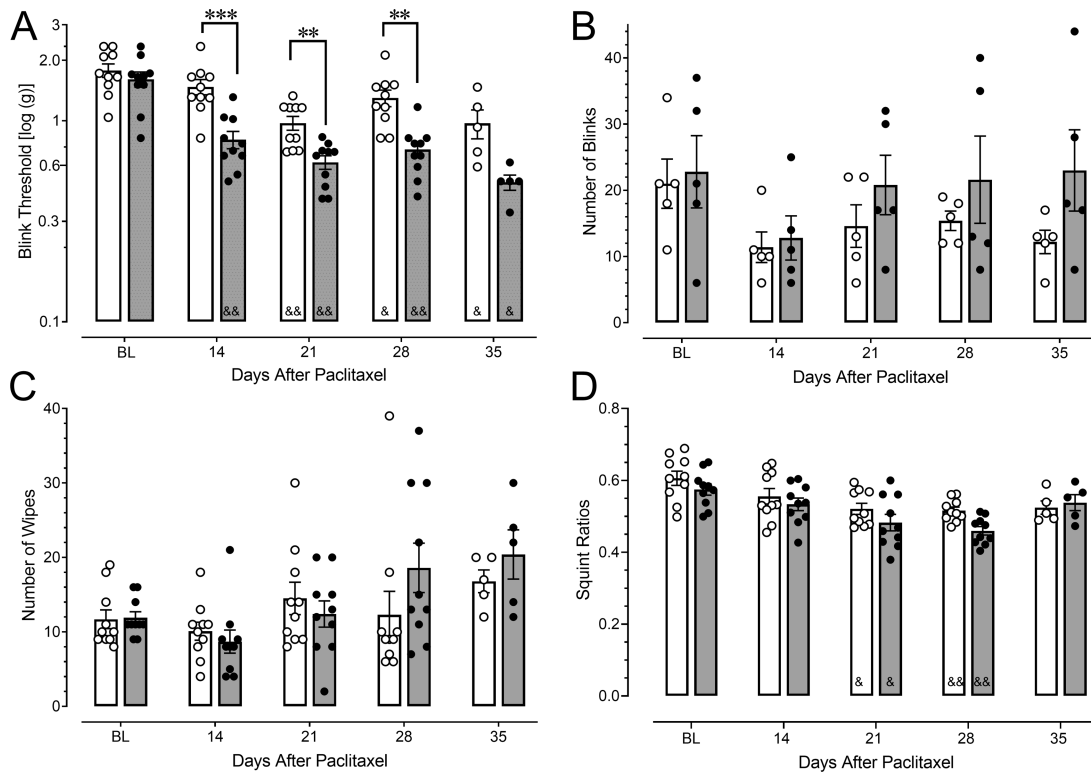 A
Blink Threshold [log (g)]
3
2.0
1
0.6
0.3
0.1
***
**
**
&& && && & && & &
BL 14 21 28 35
Days After Paclitaxel
B
Number of Blinks
40
30
20
10
0
BL 14 21 28 35
Days After Paclitaxel
C
Number of Wipes
40
30
20
10
0
BL 14 21 28 35
Days After Paclitaxel
D
Squint Ratios
0.8
0.6
0.4
0.2
0.0
& & && &&
BL 14 21 28 35
Days After Paclitaxel